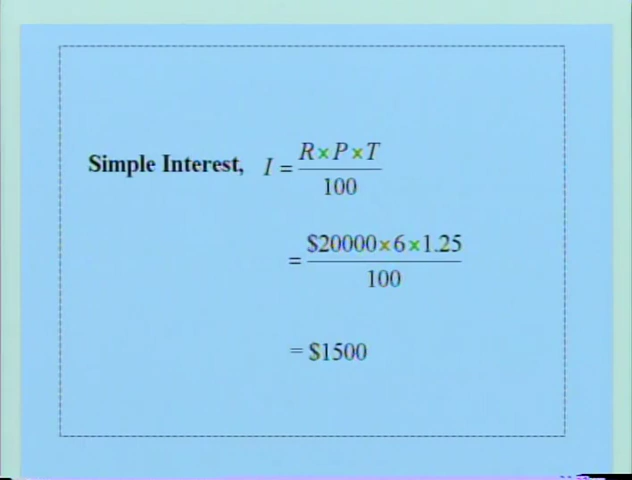 Simple Interest, I = R×P×T
100
= $20000×6×1.25
100
= $1500